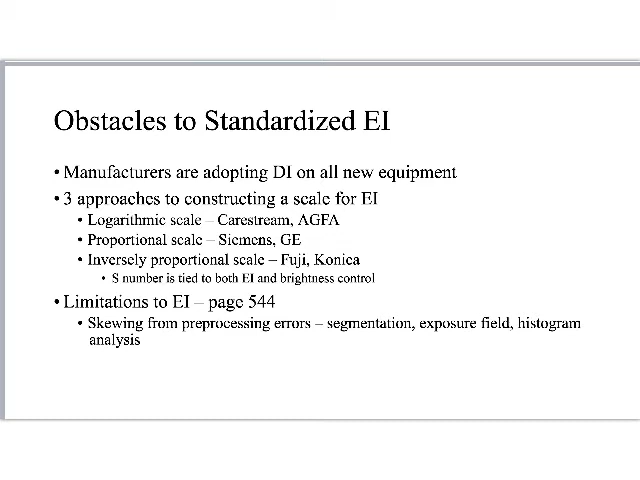 Obstacles to Standardized EI
• Manufacturers are adopting DI on all new equipment
• 3 approaches to constructing a scale for EI
• Logarithmic scale – Carestream, AGFA
• Proportional scale – Siemens, GE
• Inversely proportional scale – Fuji, Konica
• S number is tied to both EI and brightness control
• Limitations to EI – page 544
• Skewing from preprocessing errors – segmentation, exposure field, histogram
analysis